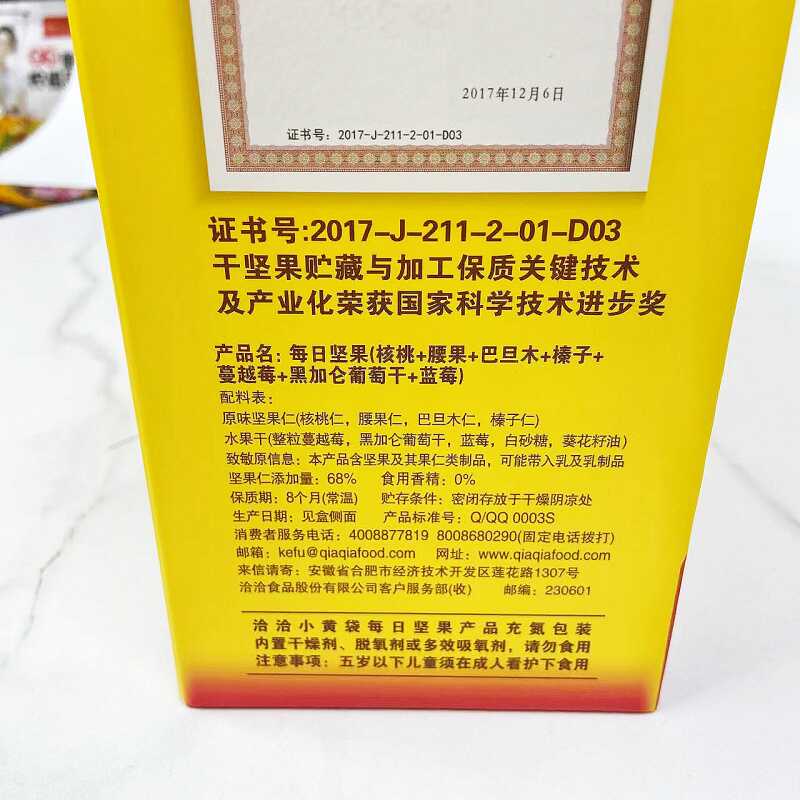 2017年12月6日
证书号：2017-J-211-2-01-D03
证书号:2017-J-211-2-01-D03
干坚果贮藏与加工保质关键技术
及产业化荣获国家科学技术进步奖
产品名: 每日坚果(核桃+腰果+巴旦木+榛子+
蔓越莓+黑加仑葡萄干+蓝莓)
配料表:
原味坚果仁(核桃仁，腰果仁，巴旦木仁，榛子仁)
水果干(整粒蔓越莓，黑加仑葡萄干，蓝莓，白砂糖，葵花籽油)
致敏原信息: 本产品含坚果及其果仁类制品，可能带入乳及乳制品
坚果仁添加量: 68% 食用香精: 0%
保质期: 8个月(常温) 贮存条件: 密闭存放于干燥阴凉处
生产日期: 见盒侧面 产品标准号: Q/QQ 0003S
消费者服务电话: 4008877819 8008680290(固定电话拨打)
邮箱: kefu@qiaqiafood.com 网址: www.qiaqiafood.com
来信请寄: 安徽省合肥市经济技术开发区莲花路1307号
洽洽食品股份有限公司客户服务部(收) 邮编: 230601
洽洽小黄袋每日坚果产品充氮包装
内置干燥剂、脱氧剂或多效吸氧剂，请勿食用
注意事项: 五岁以下儿童须在成人看护下食用